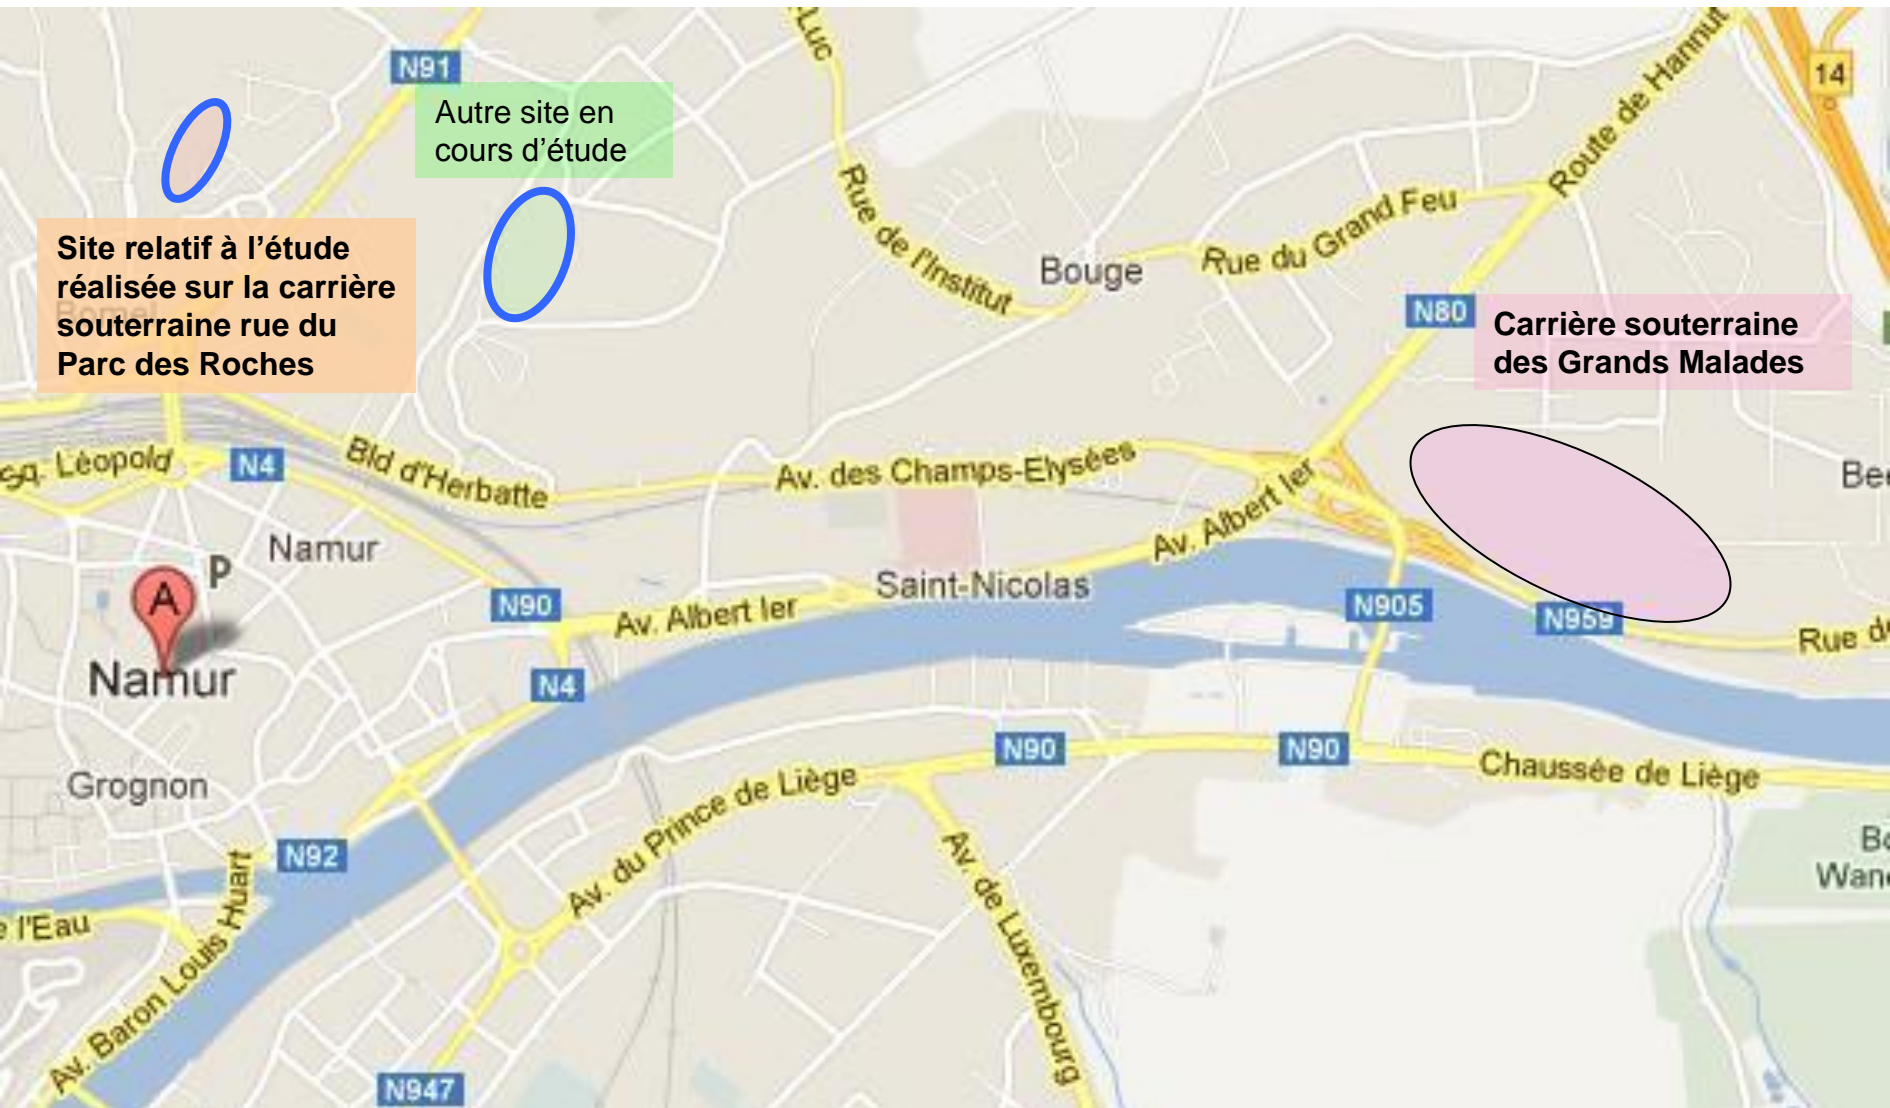 Luc
Route de Hannut
14
N91
Autre site en
cours d’étude
Rue de l'Institut
Rue du Grand Feu
Bouge
Site relatif à l’étude
réalisée sur la carrière
souterraine rue du
Parc des Roches
Bomel
N80
Carrière souterraine
des Grands Malades
Sq. Léopold
N4
Bld d'Herbatte
Av. des Champs-Elysées
Av. Albert Ier
Namur
P
A
Namur
N90
Av. Albert Ier
Saint-Nicolas
N905
N959
Rue
N4
Grognon
N90
N90
Chaussée de Liège
Av. du Prince de Liège
N92
Av. de Luxembourg
l'Eau
Av. Baron Louis Huart
N947